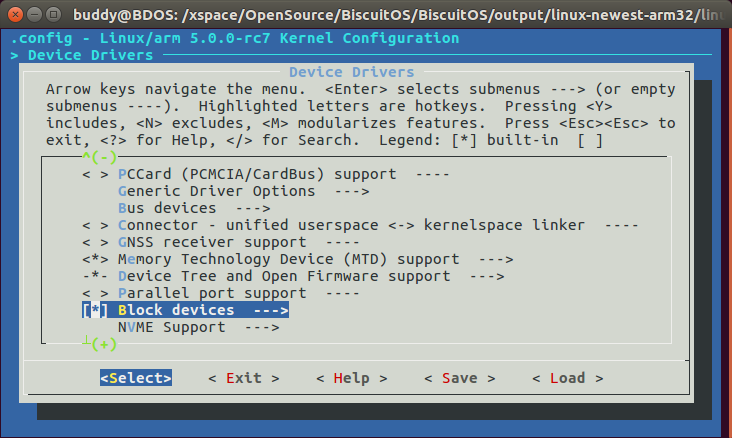 buddy@BDOS: /xspace/OpenSource/BiscuitOS/BiscuitOS/output/linux-newest-arm32/linu
.config - Linux/arm 5.0.0-rc7 Kernel Configuration
> Device Drivers
Device Drivers
Arrow keys navigate the menu.  <Enter> selects submenus ---> (or empty
submenus ----).  Highlighted letters are hotkeys.  Pressing <Y>
includes, <N> excludes, <M> modularizes features.  Press <Esc><Esc> to
exit, <?> for Help, </> for Search.  Legend: [*] built-in  [ ]
^(-)
< > PCCard (PCMCIA/CardBus) support  ----
Generic Driver Options  --->
Bus devices  --->
< > Connector - unified userspace <-> kernelspace linker  ----
< > GNSS receiver support  ----
<*> Memory Technology Device (MTD) support  --->
-*- Device Tree and Open Firmware support  --->
< > Parallel port support  ----
[*] Block devices  --->
NVME Support  --->
┴(+)
<Select>    < Exit >    < Help >    < Save >    < Load >